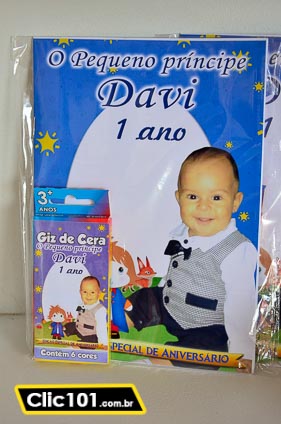 O Pequeno príncipe
Davi
1 ano
3+
ANOS
Giz de Cera
O Pequeno príncipe
Davi
1 ano
Contém 6 cores
ESPECIAL DE ANIVERSÁRIO
Clic101.com.br